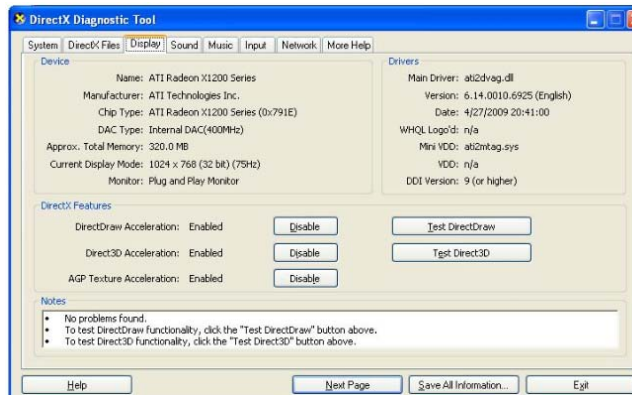 DirectX Diagnostic Tool
System DirectX Files Display Sound Music Input Network More Help
Device
Name: ATI Radeon X1200 Series
Manufacturer: ATI Technologies Inc.
Chip Type: ATI Radeon X1200 Series (0x791E)
DAC Type: Internal DAC(400MHz)
Approx. Total Memory: 320.0 MB
Current Display Mode: 1024 x 768 (32 bit) (75Hz)
Monitor: Plug and Play Monitor
Drivers
Main Driver: ati2dvag.dll
Version: 6.14.0010.6925 (English)
Date: 4/27/2009 20:41:00
WHQL Logo'd: n/a
Mini VDD: ati2mtag.sys
VDD: n/a
DDI Version: 9 (or higher)
DirectX Features
DirectDraw Acceleration: Enabled Disable Test DirectDraw
Direct3D Acceleration: Enabled Disable Test Direct3D
AGP Texture Acceleration: Enabled Disable
Notes
• No problems found.
• To test DirectDraw functionality, click the "Test DirectDraw" button above.
• To test Direct3D functionality, click the "Test Direct3D" button above.
Help Next Page Save All Information... Exit